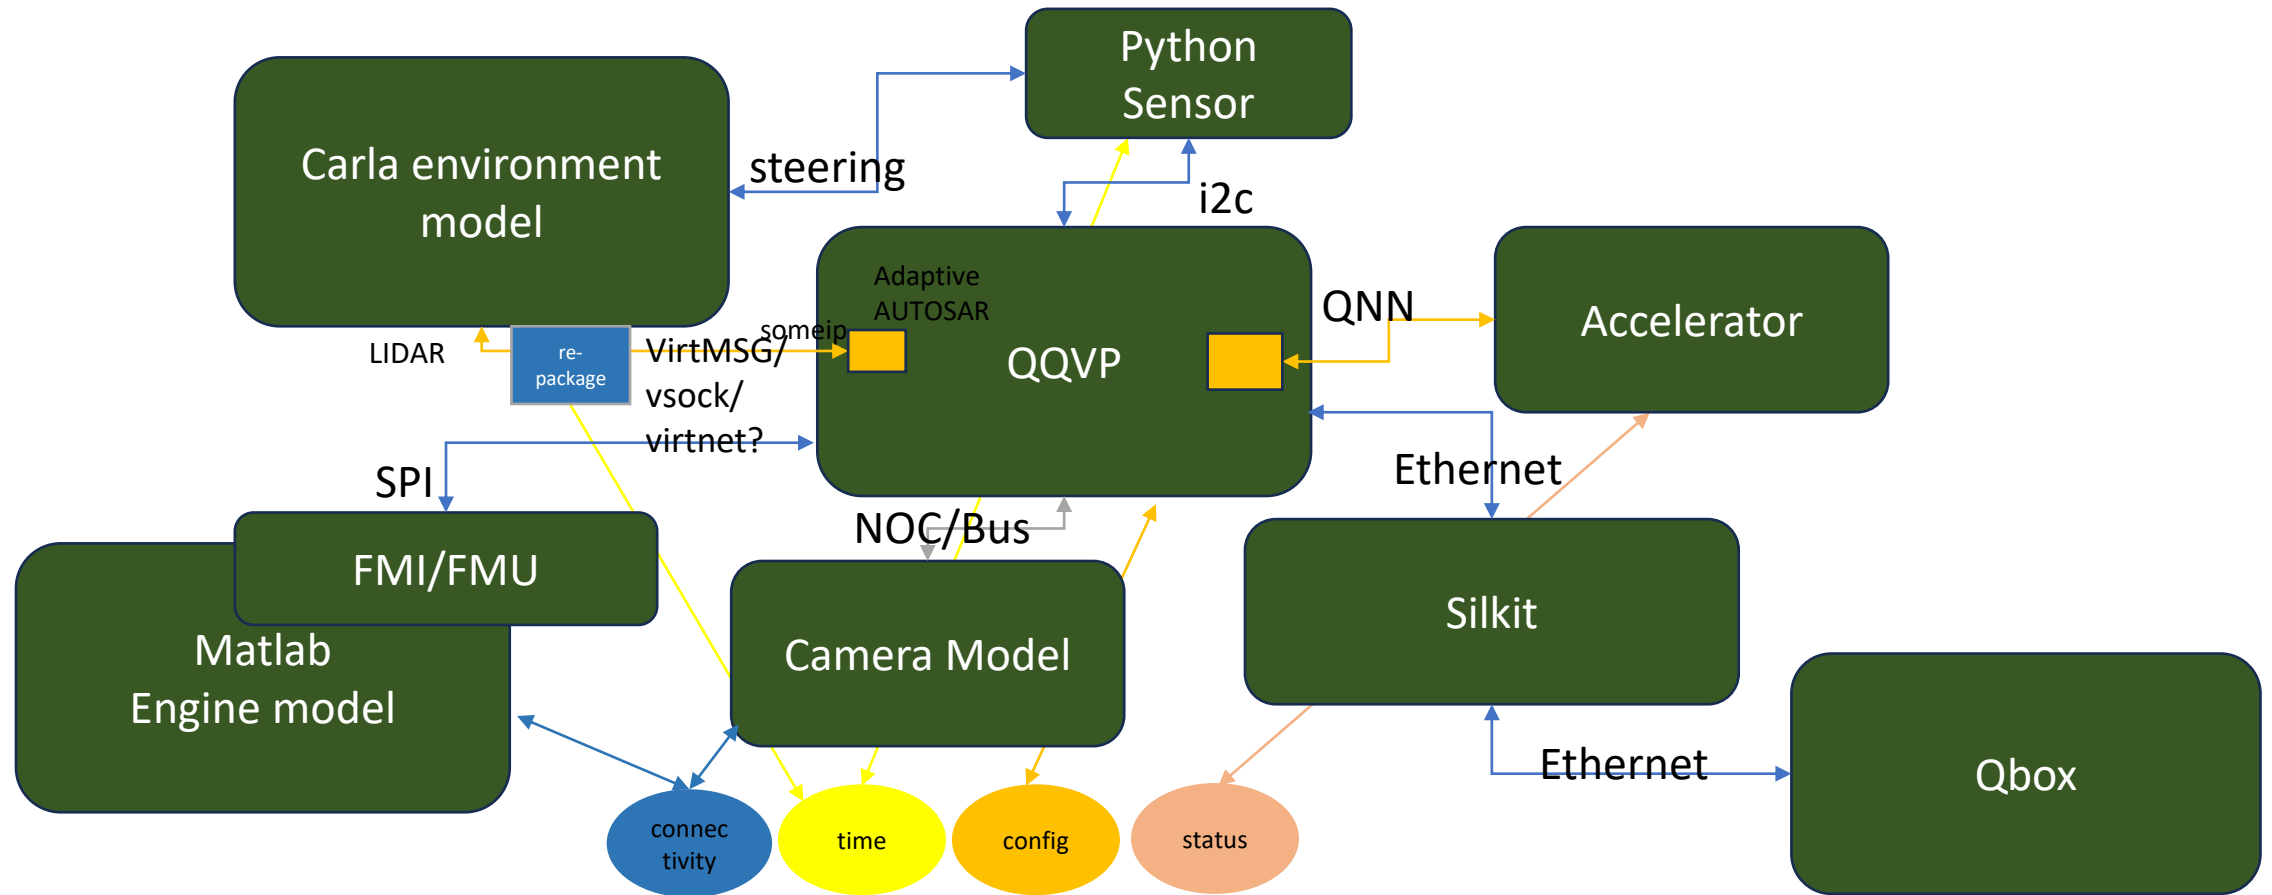 Python
Sensor
Carla environment
model
steering
i2c
Adaptive
AUTOSAR
QNN
Accelerator
someip
LIDAR
re-
package
VirtMSG/
vsock/
virtnet?
QQVP
SPI
Ethernet
NOC/Bus
FMI/FMU
Silkit
Matlab
Engine model
Camera Model
Ethernet
Qbox
connec
tivity
time
config
status